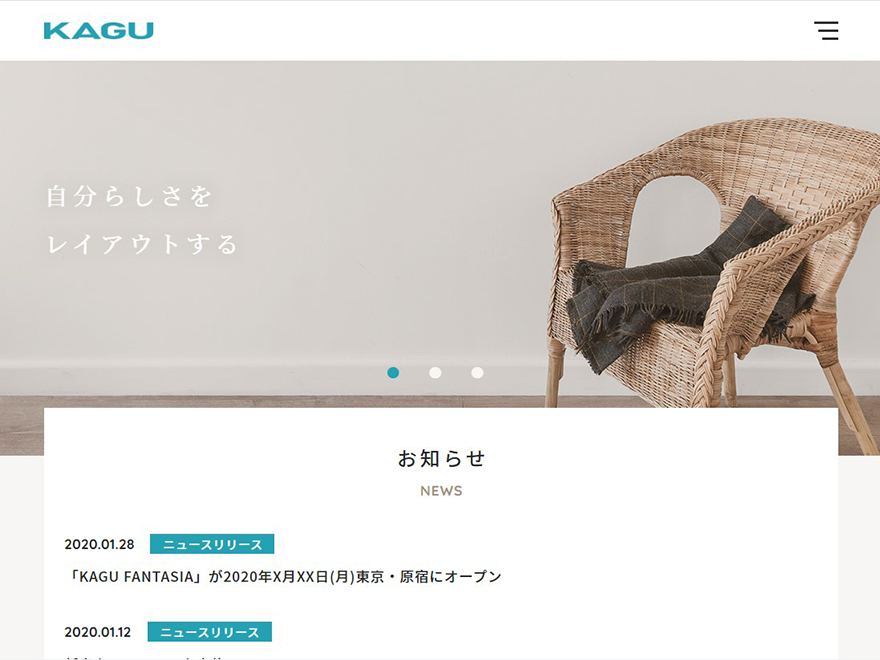 KAGU
自分らしさを
レイアウトする
お知らせ
NEWS
2020.01.28 ニュースリリース
「KAGU FANTASIA」が2020年X月XX日(月)東京・原宿にオープン
2020.01.12 ニュースリリース